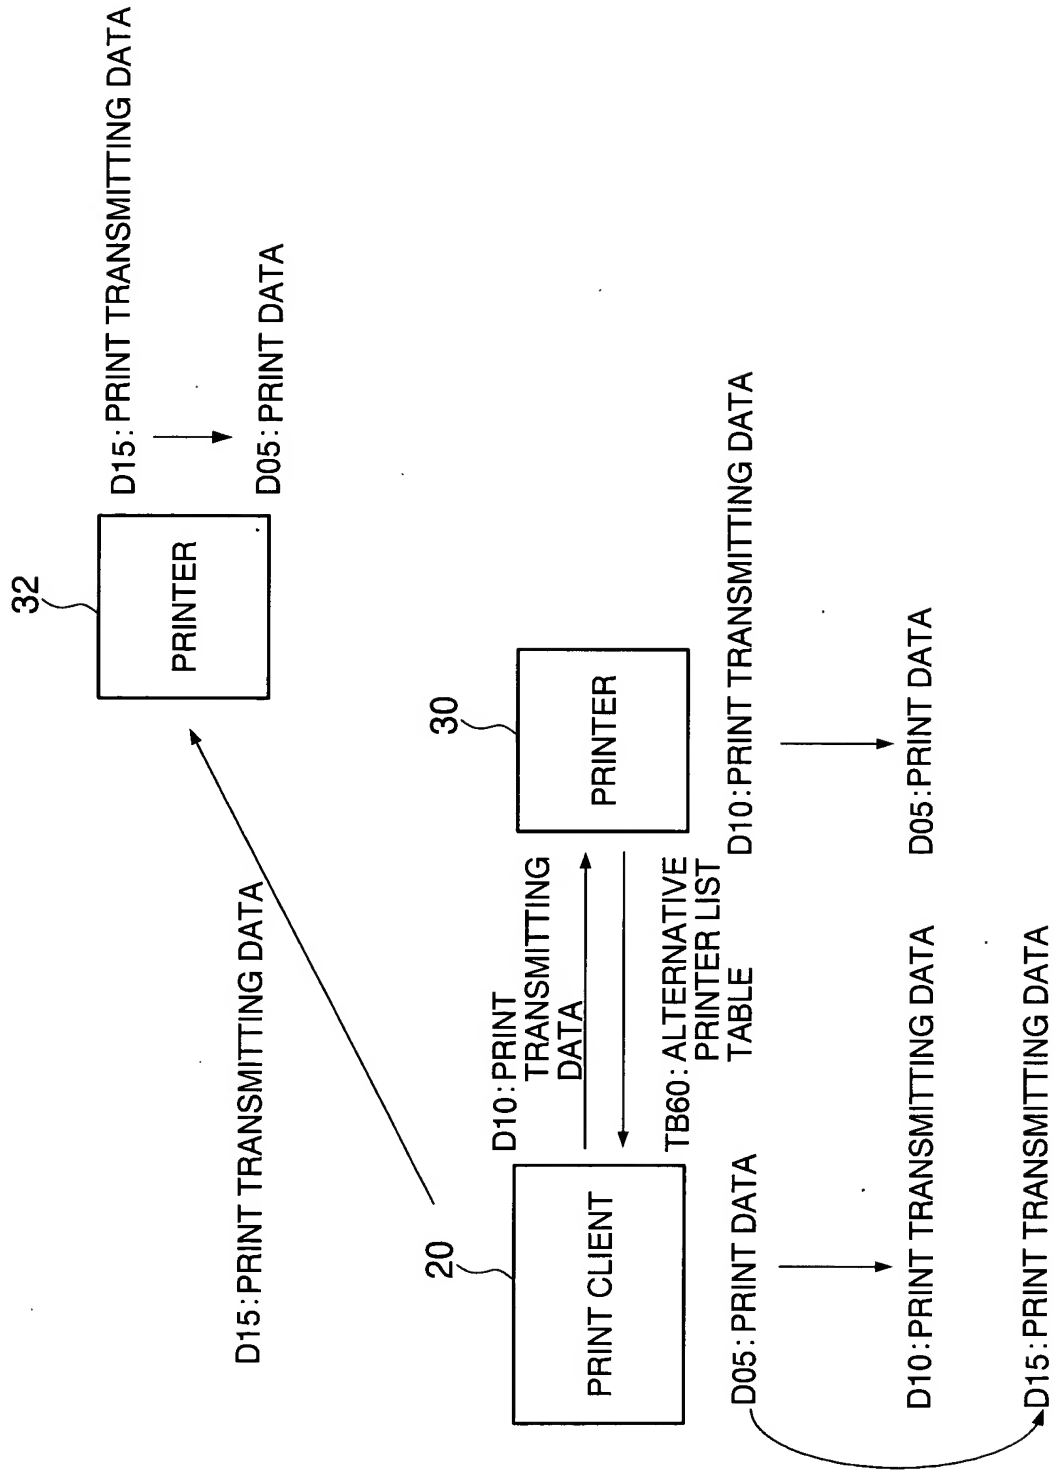 32
PRINTER
D15:PRINT TRANSMITTING DATA
D05:PRINT DATA
D15:PRINT TRANSMITTING DATA
20
PRINT CLIENT
D10:PRINT
TRANSMITTING
DATA
TB60:ALTERNATIVE
PRINTER LIST
TABLE
30
PRINTER
D05:PRINT DATA
D10:PRINT TRANSMITTING DATA
D15:PRINT TRANSMITTING DATA
D10:PRINT TRANSMITTING DATA
D05:PRINT DATA